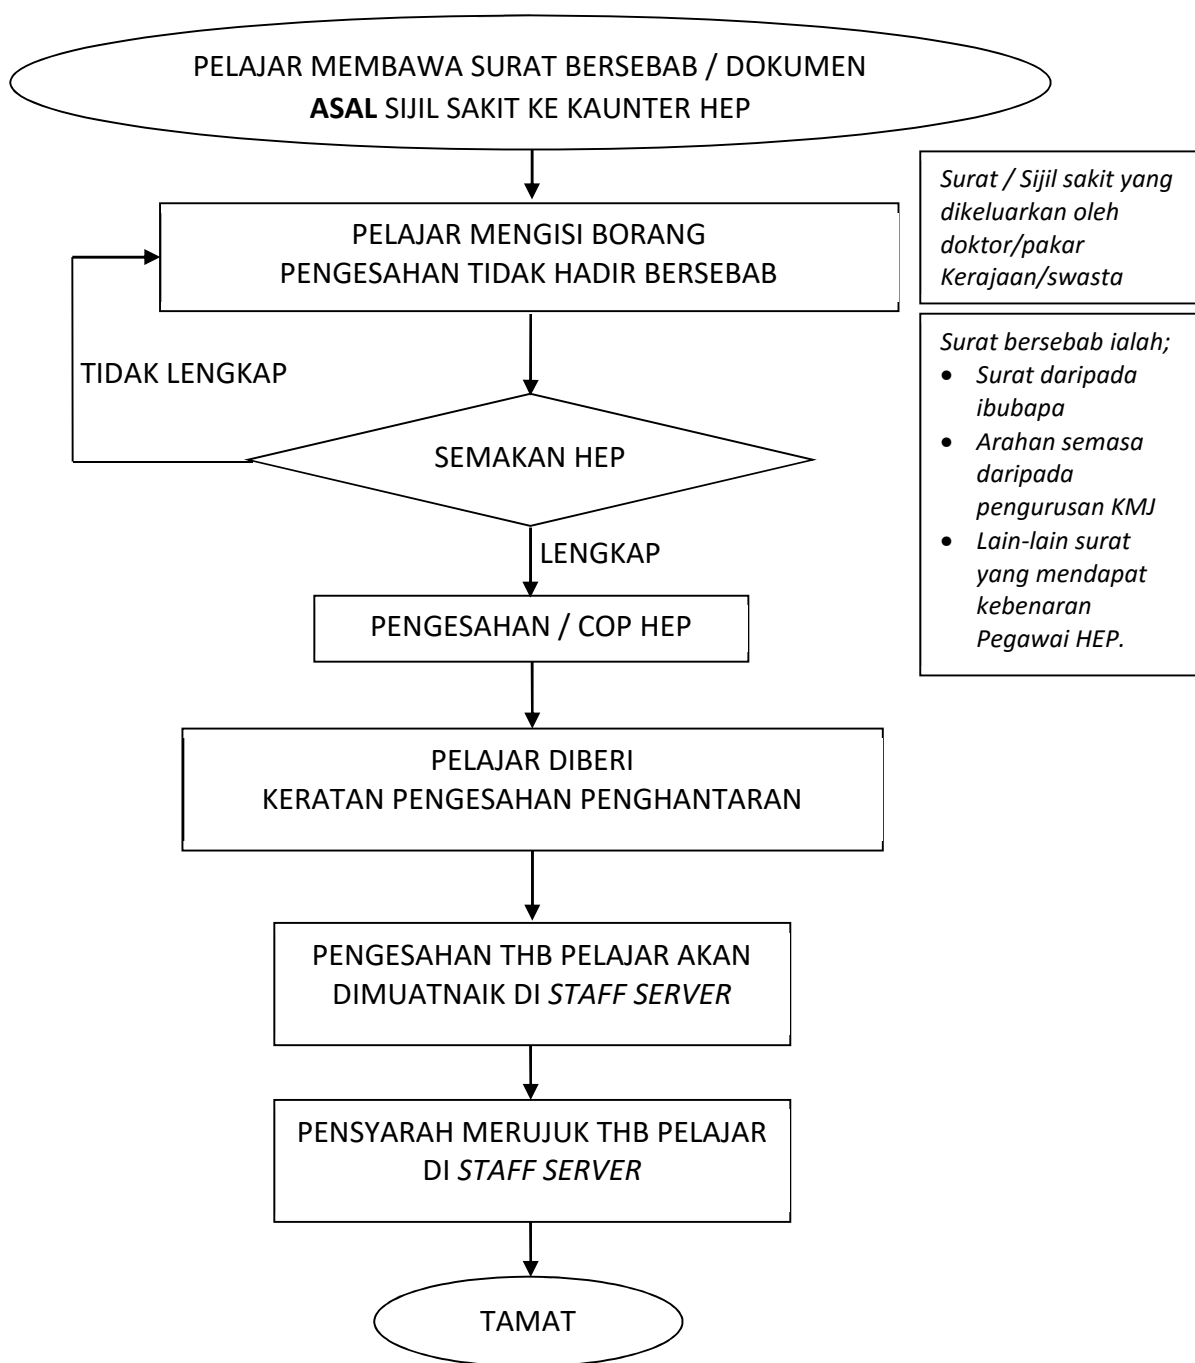 PELAJAR MEMBAWA SURAT BERSEBAB / DOKUMEN
ASAL SIJIL SAKIT KE KAUNTER HEP
PELAJAR MENGISI BORANG
PENGESAHAN TIDAK HADIR BERSEBAB
TIDAK LENGKAP
SEMAKAN HEP
LENGKAP
PENGESAHAN / COP HEP
PELAJAR DIBERI
KERATAN PENGESAHAN PENGHANTARAN
PENGESAHAN THB PELAJAR AKAN
DIMUATNAIK DI STAFF SERVER
PENSYARAH MERUJUK THB PELAJAR
DI STAFF SERVER
TAMAT
Surat / Sijil sakit yang
dikeluarkan oleh
doktor/pakar
Kerajaan/swasta
Surat bersebab ialah;
• Surat daripada
ibubapa
• Arahan semasa
daripada
pengurusan KMJ
• Lain-lain surat
yang mendapat
kebenaran
Pegawai HEP.